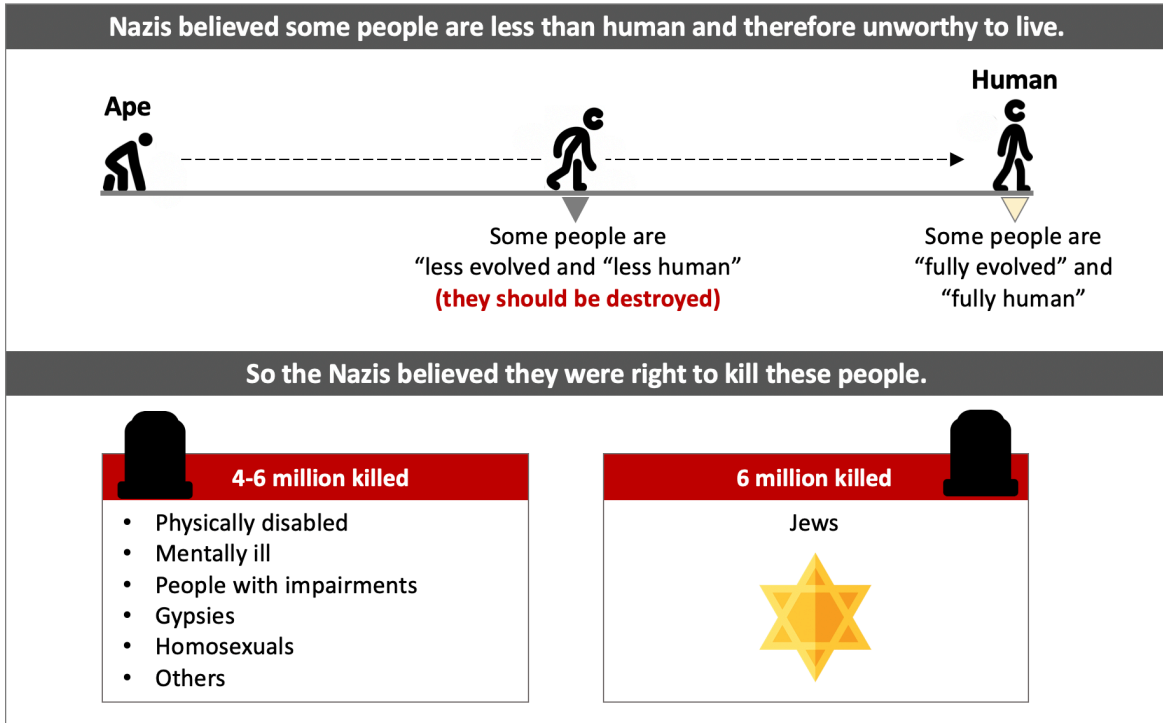 Nazis believed some people are less than human and therefore unworthy to live.
Ape
Human
Some people are
“less evolved and “less human”
(they should be destroyed)
Some people are
“fully evolved” and
“fully human”
So the Nazis believed they were right to kill these people.
4-6 million killed
• Physically disabled
• Mentally ill
• People with impairments
• Gypsies
• Homosexuals
• Others
6 million killed
Jews